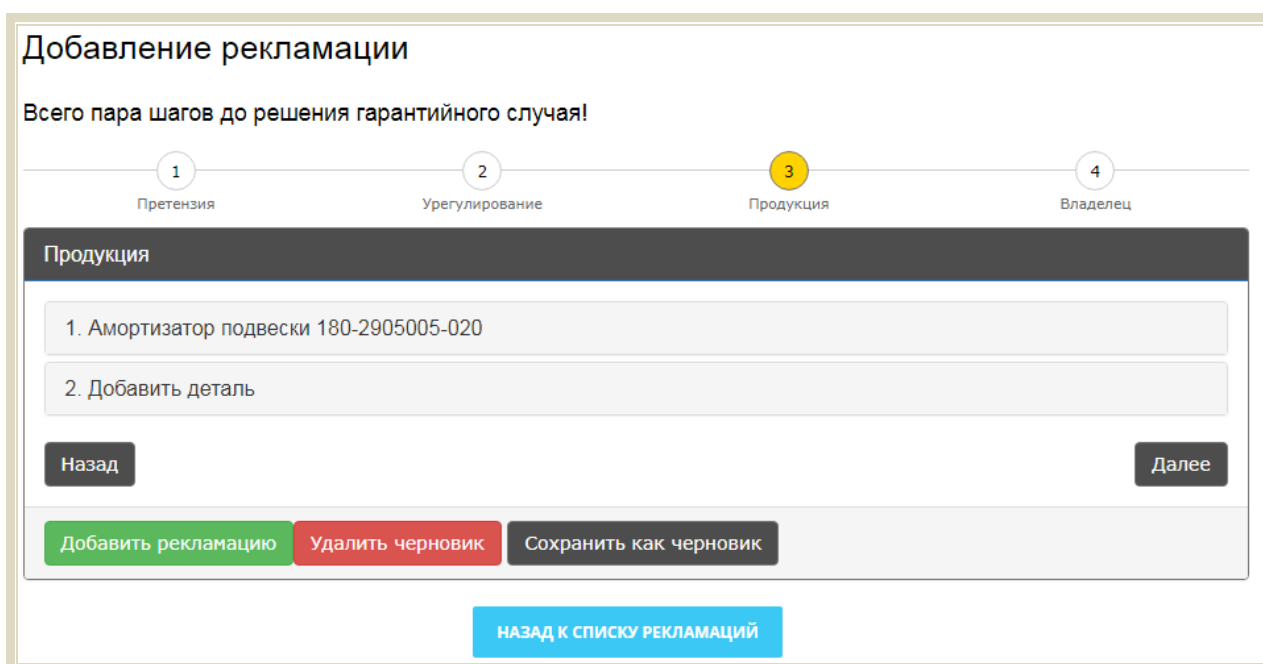 Добавление рекламации
Всего пара шагов до решения гарантийного случая!
1 2 3 4
Претензия Урегулирование Продукция Владелец
Продукция
1. Амортизатор подвески 180-2905005-020
2. Добавить деталь
Назад Далее
Добавить рекламацию Удалить черновик Сохранить как черновик
НАЗАД К СПИСКУ РЕКЛАМАЦИЙ